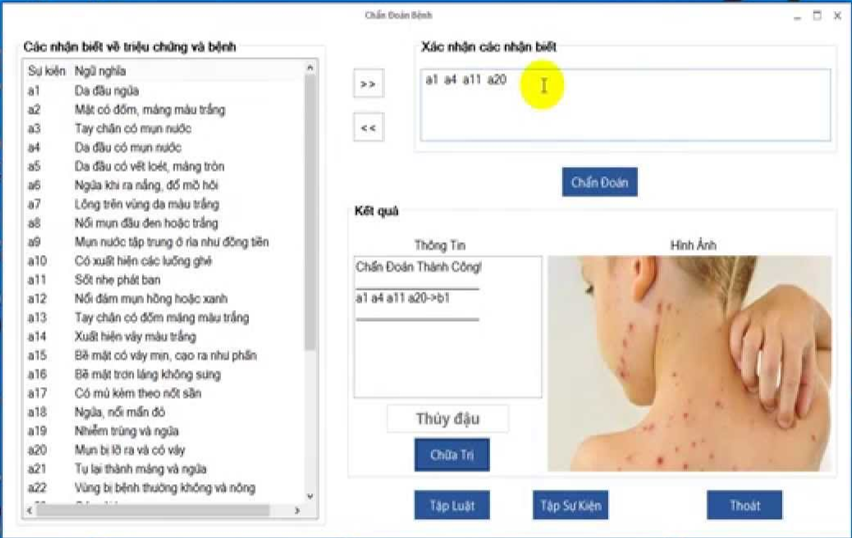 Chẩn Đoán Bệnh
Các nhận biết về triệu chứng và bệnh
Sự kiện Ngữ nghĩa
a1 Da đầu ngứa
a2 Mặt có đốm, mảng màu trắng
a3 Tay chân có mụn nước
a4 Da đầu có mụn nước
a5 Da đầu có vết loét, mảng tròn
a6 Ngứa khi ra nắng, đổ mồ hôi
a7 Lông trên vùng da màu trắng
a8 Nổi mụn đầu đen hoặc trắng
a9 Mụn nước tập trung ở rìa như đồng tiền
a10 Có xuất hiện các luống ghẻ
a11 Sốt nhẹ phát ban
a12 Nổi đám mụn hồng hoặc xanh
a13 Tay chân có đốm mảng màu trắng
a14 Xuất hiện vảy màu trắng
a15 Bề mặt có vảy mịn, cạo ra như phấn
a16 Bề mặt trơn láng không sưng
a17 Có mủ kèm theo nốt sần
a18 Ngứa, nổi mẩn đỏ
a19 Nhiễm trùng và ngứa
a20 Mụn bị lỡ ra và có vảy
a21 Tụ lại thành mảng và ngứa
a22 Vùng bị bệnh thường không và nông
>>
<<
Xác nhận các nhận biết
a1 a4 a11 a20
Chẩn Đoán
Kết quả
Thông Tin
Hình Ảnh
Chẩn Đoán Thành Công!
a1 a4 a11 a20->b1
Thủy đậu
Chữa Trị
Tập Luật
Tập Sự Kiện
Thoát